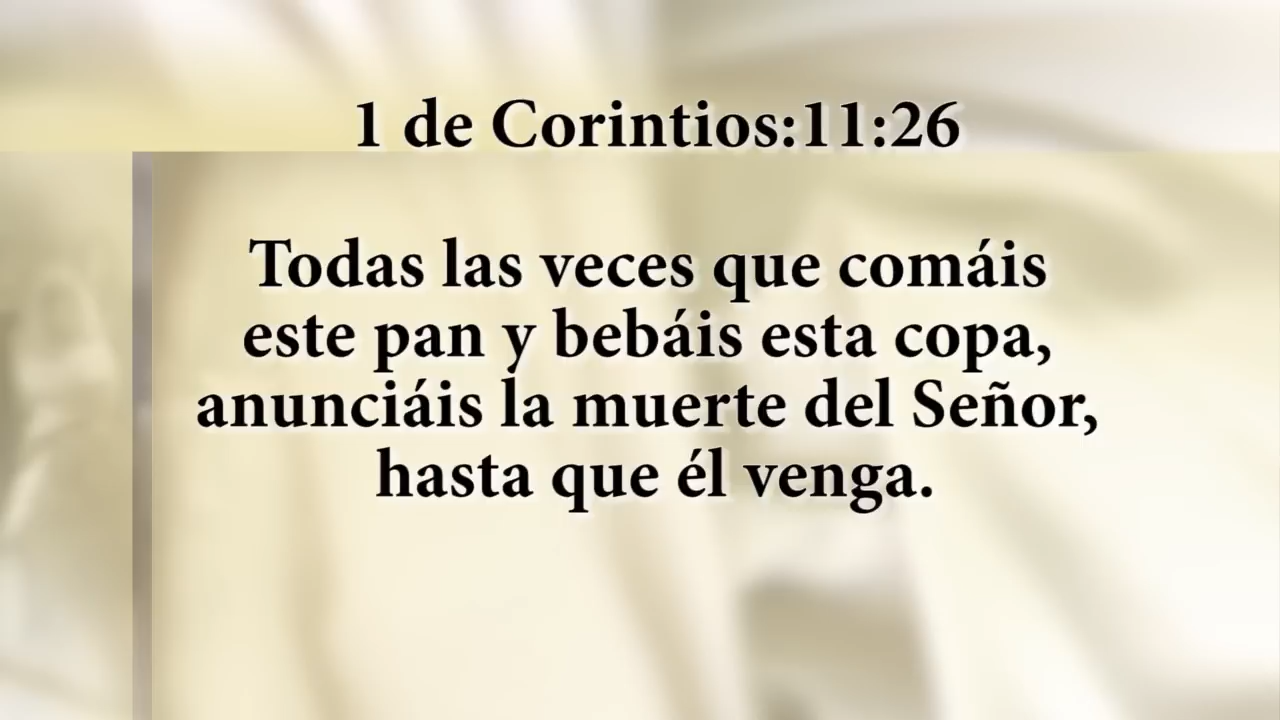 1 de Corintios:11:26
Todas las veces que comáis
este pan y bebáis esta copa,
anunciáis la muerte del Señor,
hasta que él venga.